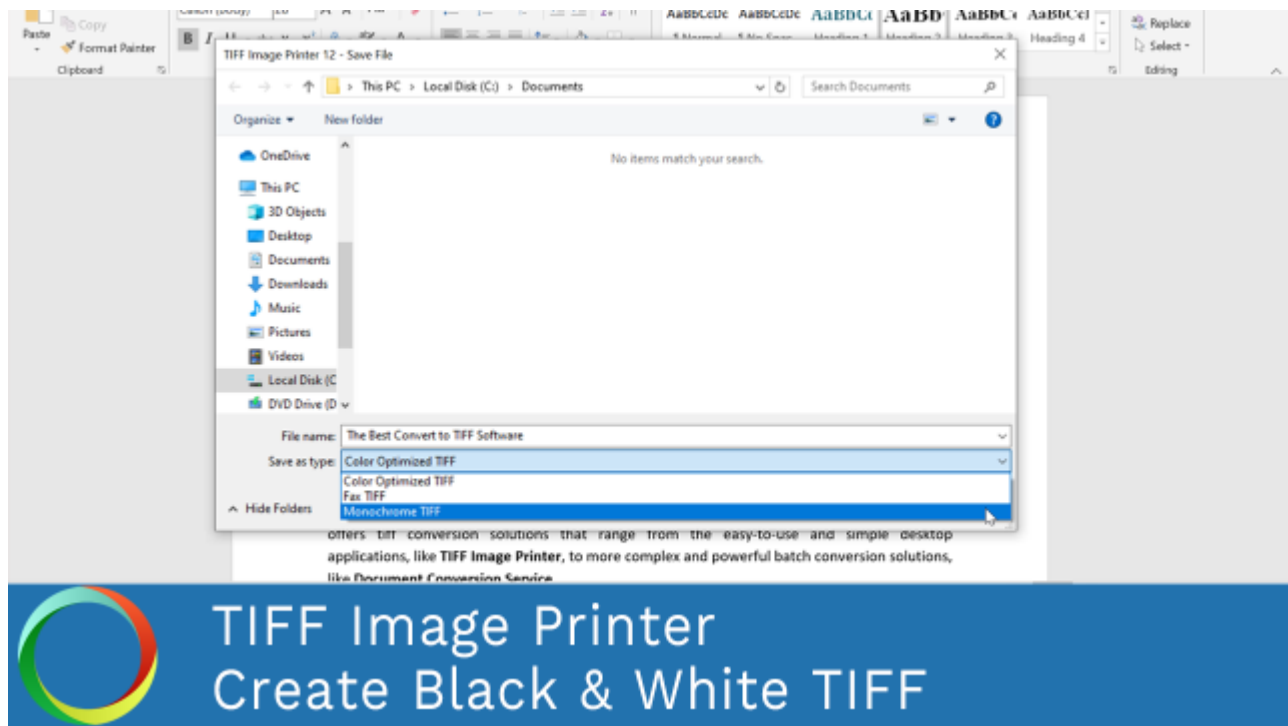 Paste
Copy
Format Painter
Clipboard
B
AaBbCcDc AaBbCcDc AaBbCc AaBb AaBbCc AaBbCcl
Heading 4
Replace
Select
Editing
TIFF Image Printer 12 - Save File
This PC > Local Disk (C:) > Documents
Search Documents
Organize
New folder
OneDrive
This PC
3D Objects
Desktop
Documents
Downloads
Music
Pictures
Videos
Local Disk (C
DVD Drive (D
No items match your search.
File name: The Best Convert to TIFF Software
Save as type: Color Optimized TIFF
Color Optimized TIFF
Fax TIFF
Monochrome TIFF
Hide Folders
offers tiff conversion solutions that range from the easy-to-use and simple desktop
applications, like TIFF Image Printer, to more complex and powerful batch conversion solutions,
like Document Conversion Service
TIFF Image Printer
Create Black & White TIFF